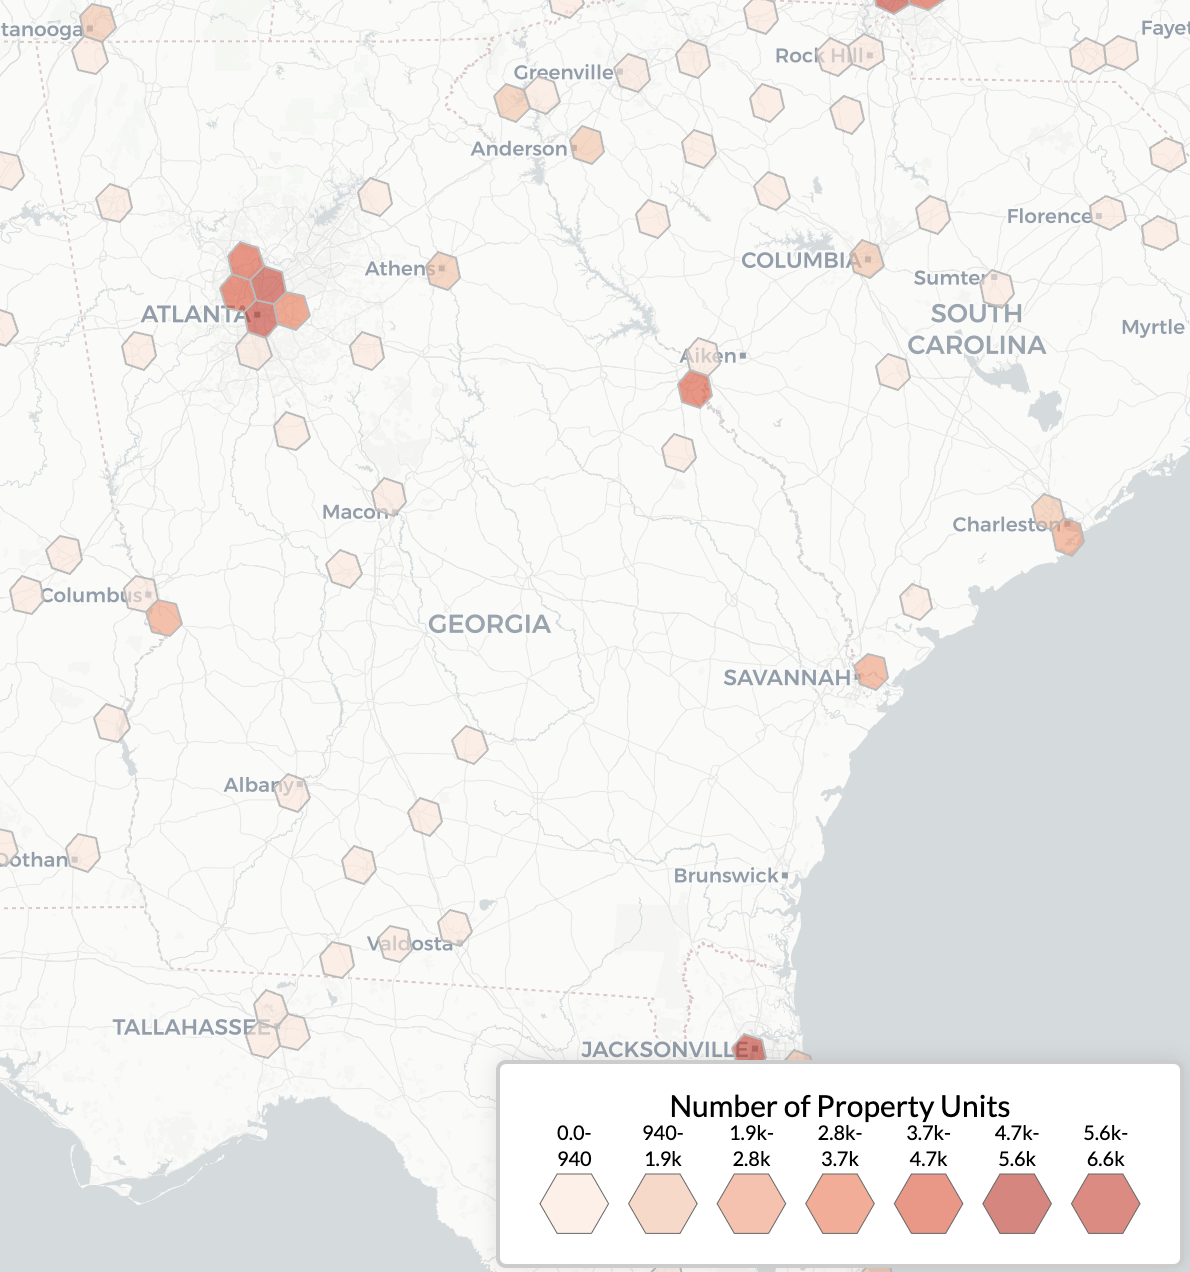 tanooga
Fayet
Rock Hill
Greenville
Anderson
Florence
COLUMBIA
Athens
Sumter
ATLANTA
SOUTH
CAROLINA
Myrtle
Aiken
Macon
Charleston
Columbus
GEORGIA
SAVANNAH
Albany
Dothan
Brunswick
Valdosta
TALLAHASSEE
JACKSONVILLE
Number of Property Units
0.0- 940- 1.9k- 2.8k- 3.7k- 4.7k- 5.6k-
940 1.9k 2.8k 3.7k 4.7k 5.6k 6.6k